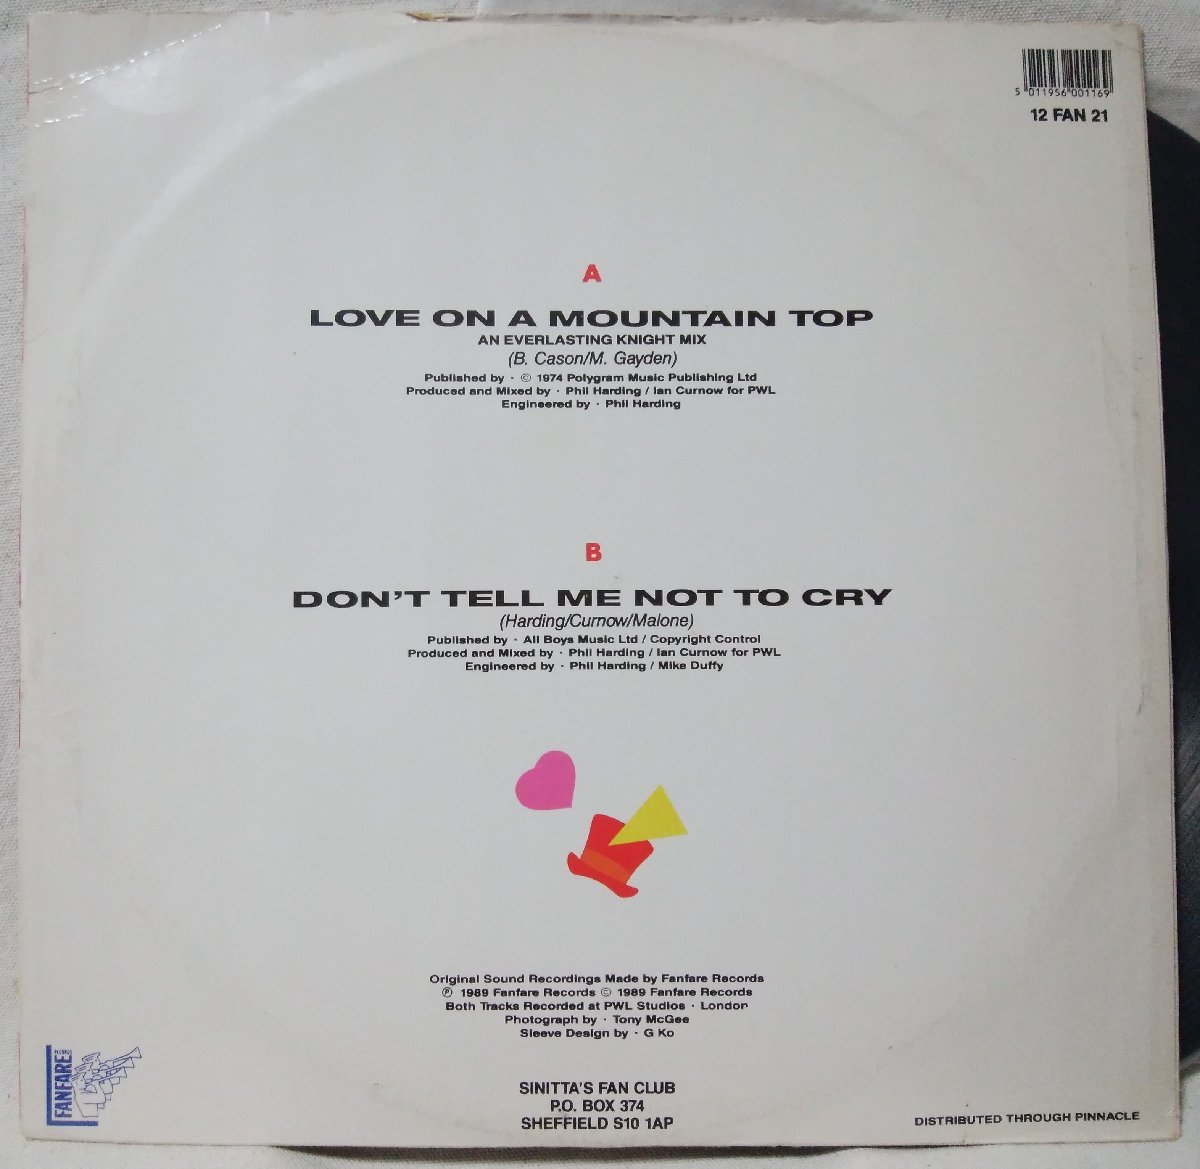 5 011956 001169
12 FAN 21
A
LOVE ON A MOUNTAIN TOP
AN EVERLASTING KNIGHT MIX
(B. Cason/M. Gayden)
Published by · © 1974 Polygram Music Publishing Ltd
Produced and Mixed by · Phil Harding / Ian Curnow for PWL
Engineered by · Phil Harding
B
DON'T TELL ME NOT TO CRY
(Harding/Curnow/Malone)
Published by · All Boys Music Ltd / Copyright Control
Produced and Mixed by · Phil Harding / Ian Curnow for PWL
Engineered by · Phil Harding / Mike Duffy
Original Sound Recordings Made by Fanfare Records
℗ 1989 Fanfare Records © 1989 Fanfare Records
Both Tracks Recorded at PWL Studios · London
Photograph by · Tony McGee
Sleeve Design by · G Ko
FANFARE
RECORDS
SINITTA'S FAN CLUB
P.O. BOX 374
SHEFFIELD S10 1AP
DISTRIBUTED THROUGH PINNACLE